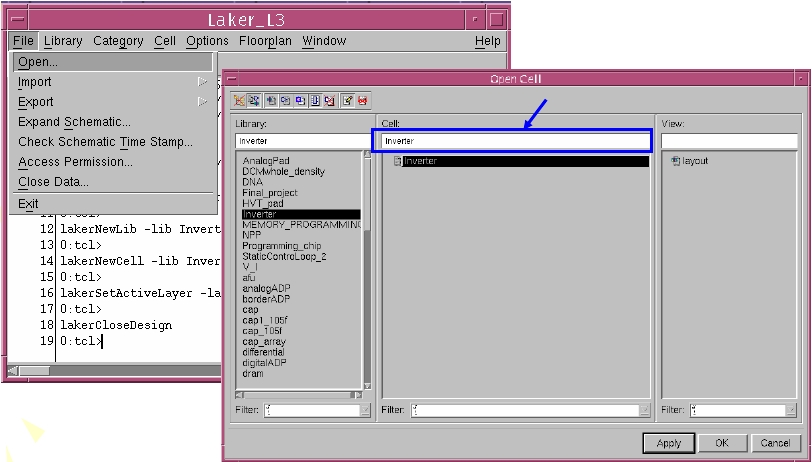 Laker_L3
File Library Category Cell Options Floorplan Window Help
Open...
Import
Export
Expand Schematic...
Check Schematic Time Stamp...
Access Permission...
Close Data...
Exit
12 lakerNewLib -lib Invert
13 0:tcl>
14 lakerNewCell -lib Inver
15 0:tcl>
16 lakerSetActiveLayer -la
17 0:tcl>
18 lakerCloseDesign
19 0:tcl>
Open Cell
Library:
Inverter
AnalogPad
DCMwhole_density
DNA
Final_project
HVT_pad
Inverter
MEMORY_PROGRAMMING
NPP
Programming_chip
StaticControLoop_2
V_I
afu
analogADP
borderADP
cap
cap1_105f
cap_105f
cap_array
differential
digitalADP
dram
Filter: *
Cell:
Inverter
Inverter
Filter: *
View:
layout
Filter: *
Apply OK Cancel